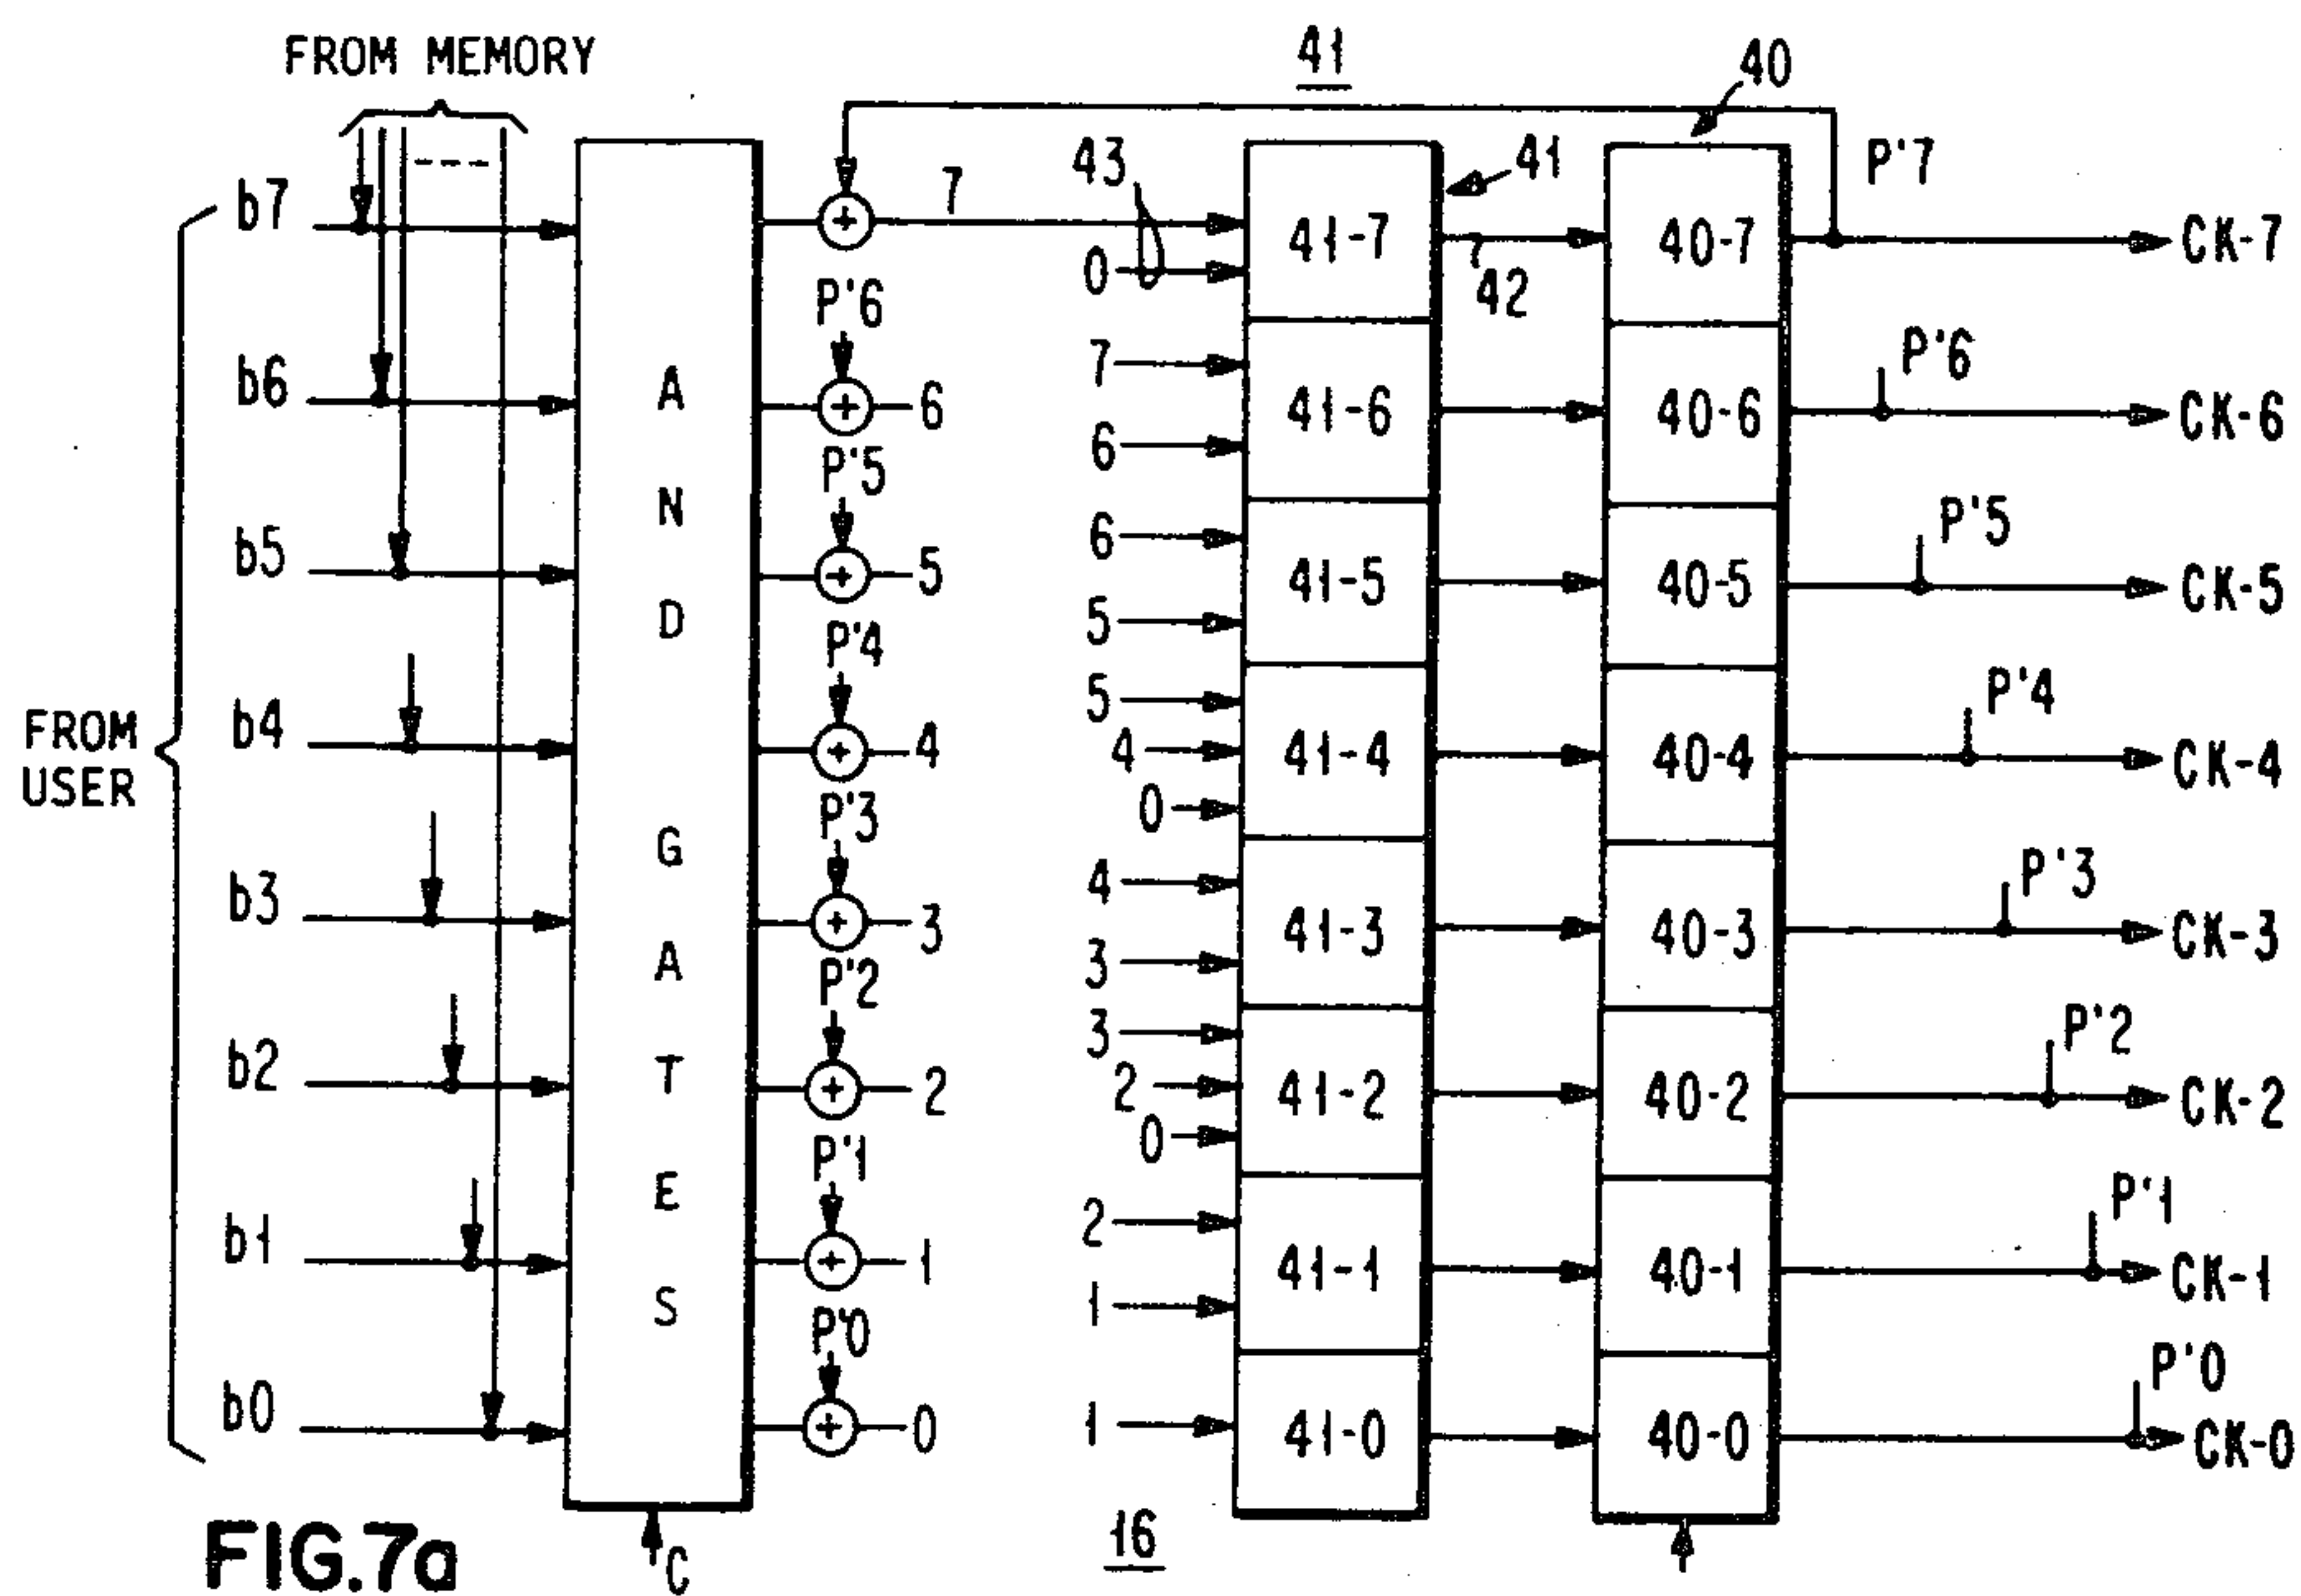 FROM MEMORY
41
40
b7
7
43
41
P'7
0
41-7
42
40-7
CK-7
P'6
b6
6
7
6
41-6
40-6
P'6
CK-6
P'5
b5
5
6
5
41-5
40-5
P'5
CK-5
P'4
FROM
USER
b4
4
5
4
0
41-4
40-4
P'4
CK-4
P'3
b3
3
4
3
41-3
40-3
P'3
CK-3
P'2
b2
2
3
2
0
41-2
40-2
P'2
CK-2
P'1
b1
1
2
1
41-1
40-1
P'1
CK-1
P'0
b0
0
1
41-0
40-0
P'0
CK-0
AND GATES
C
16
FIG.7a